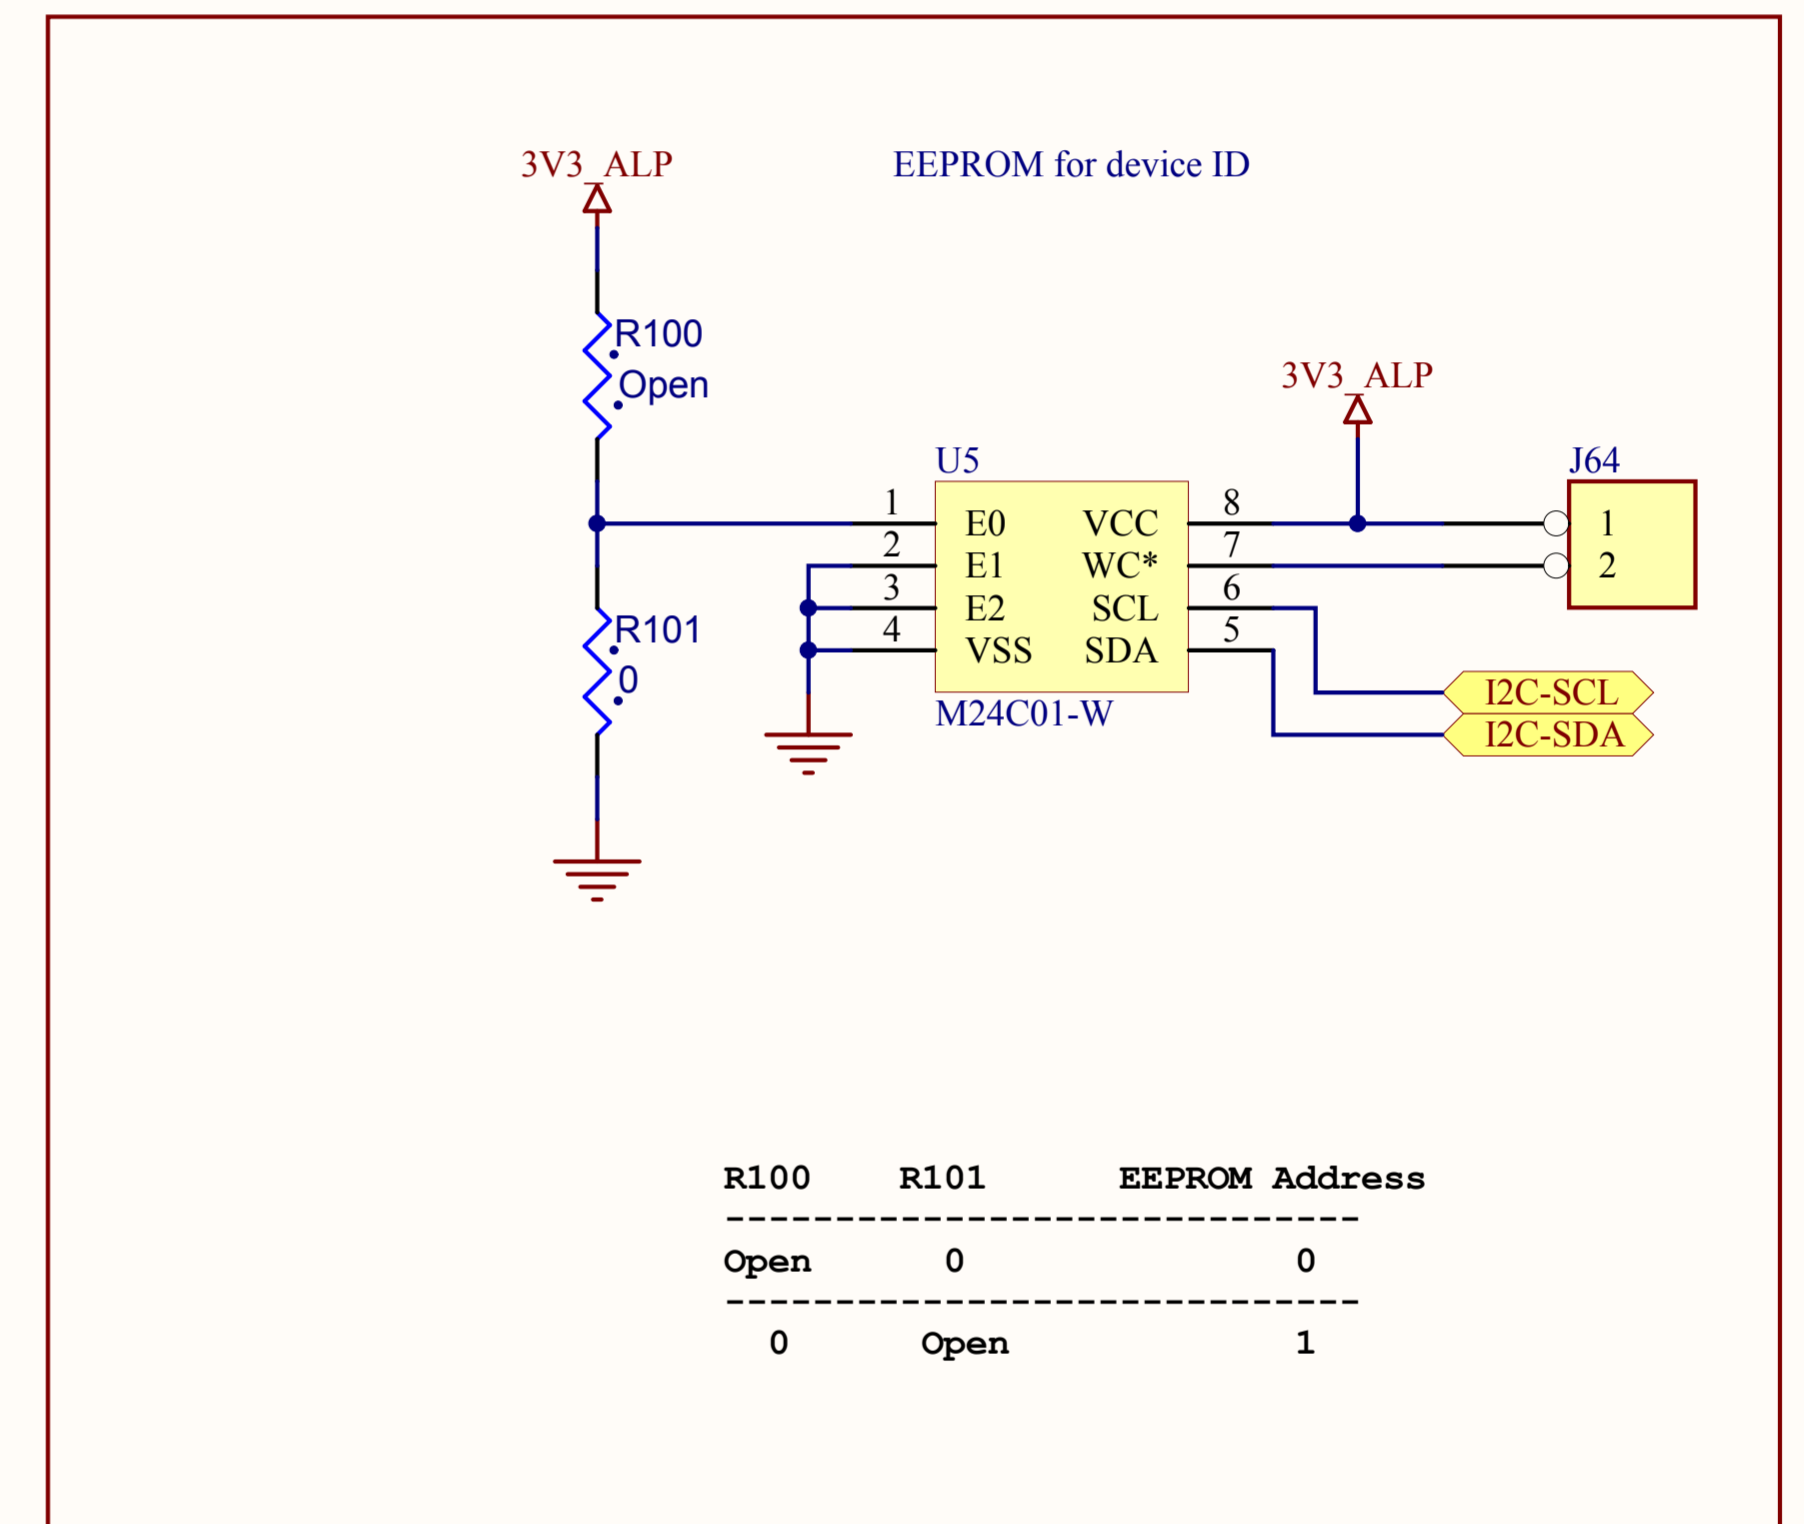 3V3_ALP
EEPROM for device ID
R100
Open
3V3_ALP
U5
J64
1 E0 VCC 8 1
2 E1 WC* 7 2
3 E2 SCL 6
4 VSS SDA 5
R101
0
M24C01-W
I2C-SCL
I2C-SDA
R100 R101 EEPROM Address
------------------------------
Open 0 0
------------------------------
0 Open 1